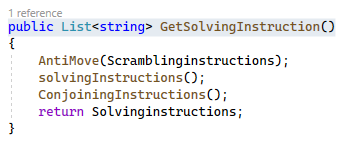 1 reference
public List<string> GetSolvingInstruction()
{
AntiMove(Scramblinginstructions);
solvingInstructions();
ConjoiningInstructions();
return Solvinginstructions;
}